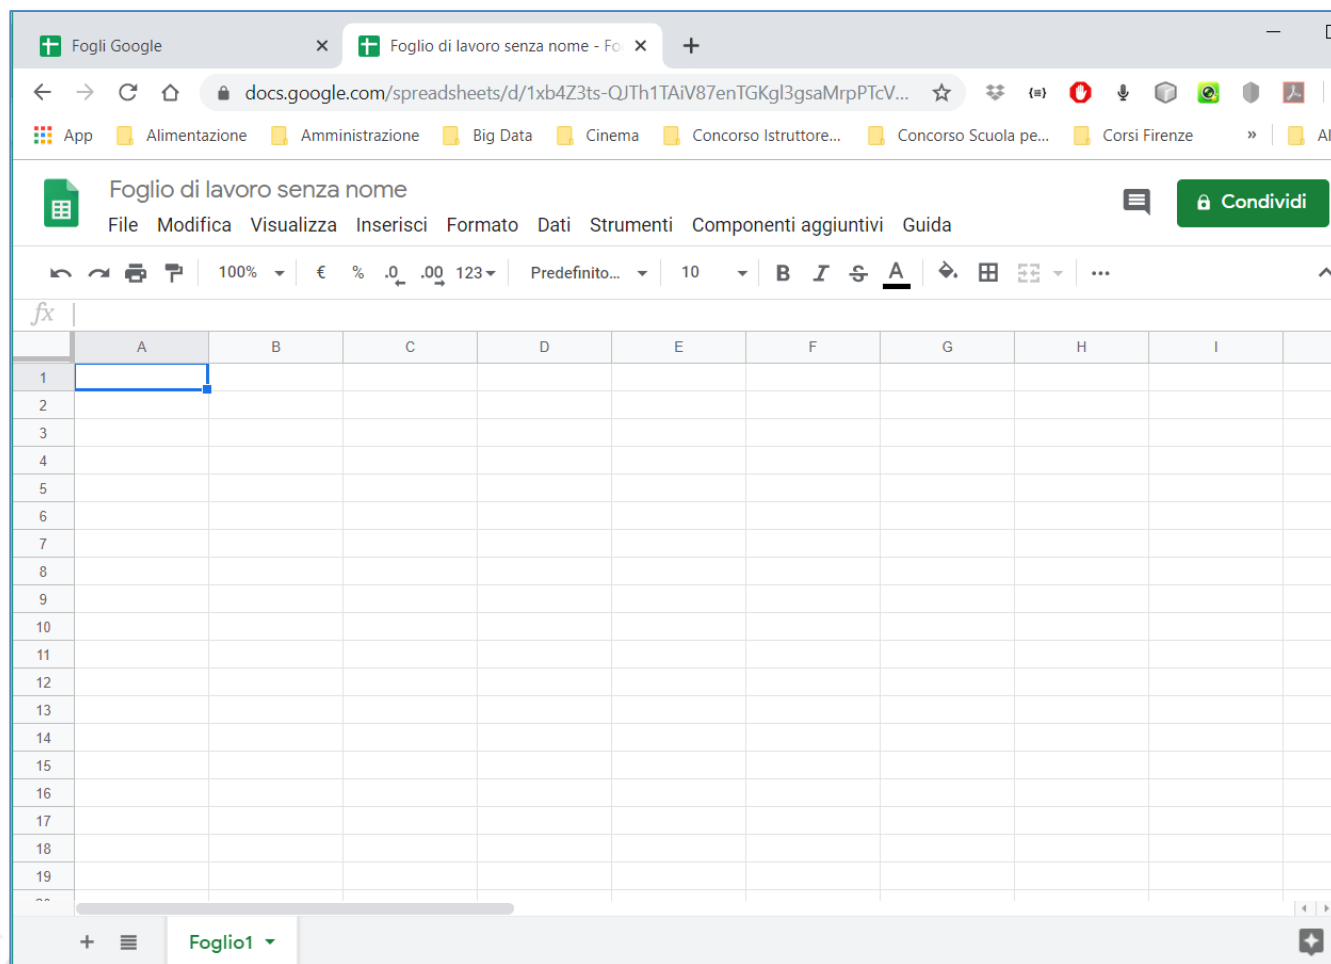 Fogli Google
Foglio di lavoro senza nome - Fo
docs.google.com/spreadsheets/d/1xb4Z3ts-QJTh1TAiV87enTGKgl3gsaMrpPTcV...
App Alimentazione Amministrazione Big Data Cinema Concorso Istruttore... Concorso Scuola pe... Corsi Firenze » Al
Foglio di lavoro senza nome
Condividi
File Modifica Visualizza Inserisci Formato Dati Strumenti Componenti aggiuntivi Guida
100% € % .0 .00 123 Predefinito... 10 B I S A ...
fx
A B C D E F G H I
1
2
3
4
5
6
7
8
9
10
11
12
13
14
15
16
17
18
19
Foglio1